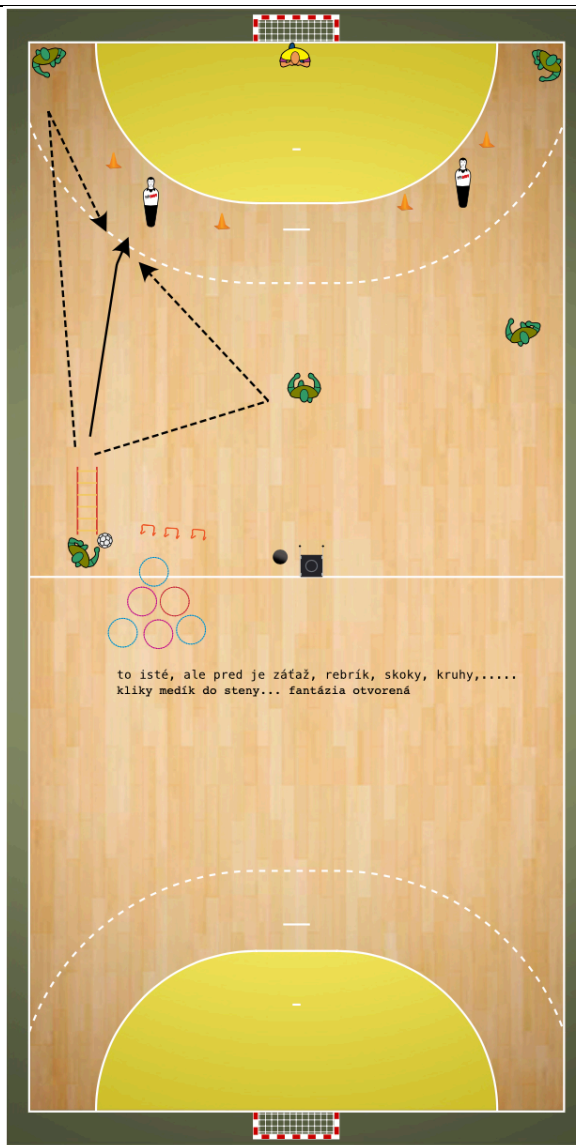 to isté, ale pred je záťaž, rebrík, skoky, kruhy,.....
kliky medík do steny... fantázia otvorená